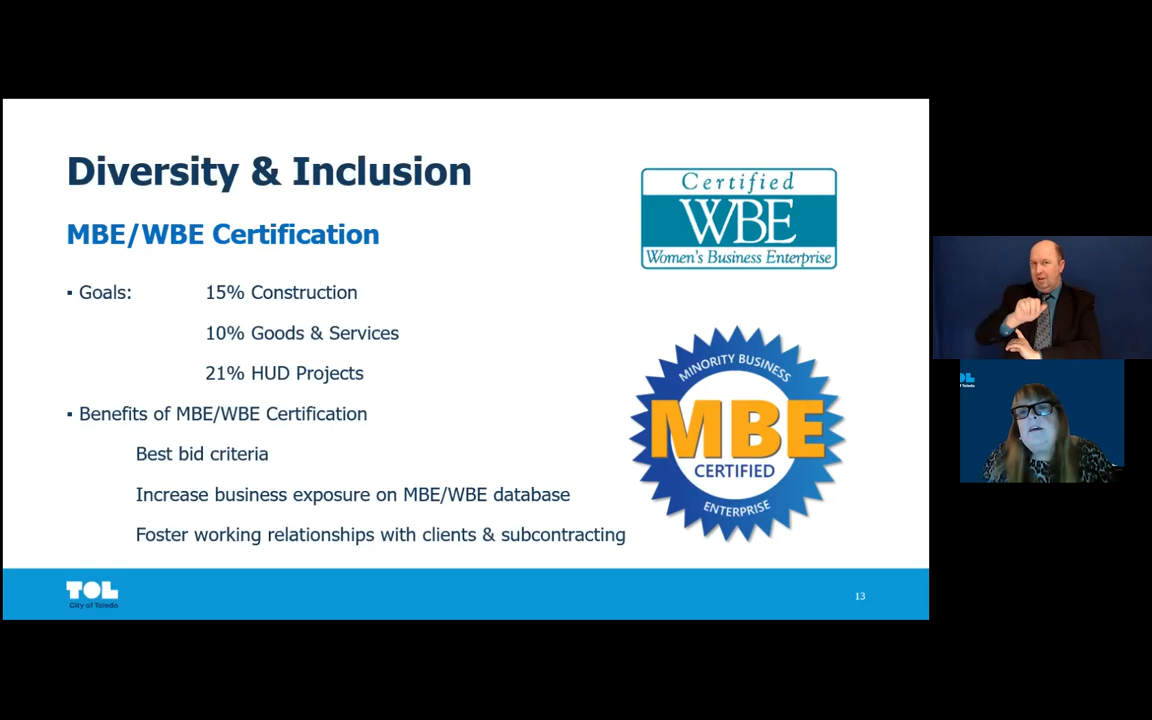 Diversity & Inclusion
MBE/WBE Certification
▪ Goals: 15% Construction
10% Goods & Services
21% HUD Projects
▪ Benefits of MBE/WBE Certification
Best bid criteria
Increase business exposure on MBE/WBE database
Foster working relationships with clients & subcontracting
Certified
WBE
Women's Business Enterprise
MINORITY BUSINESS
MBE
CERTIFIED
ENTERPRISE
TOL
City of Toledo
13